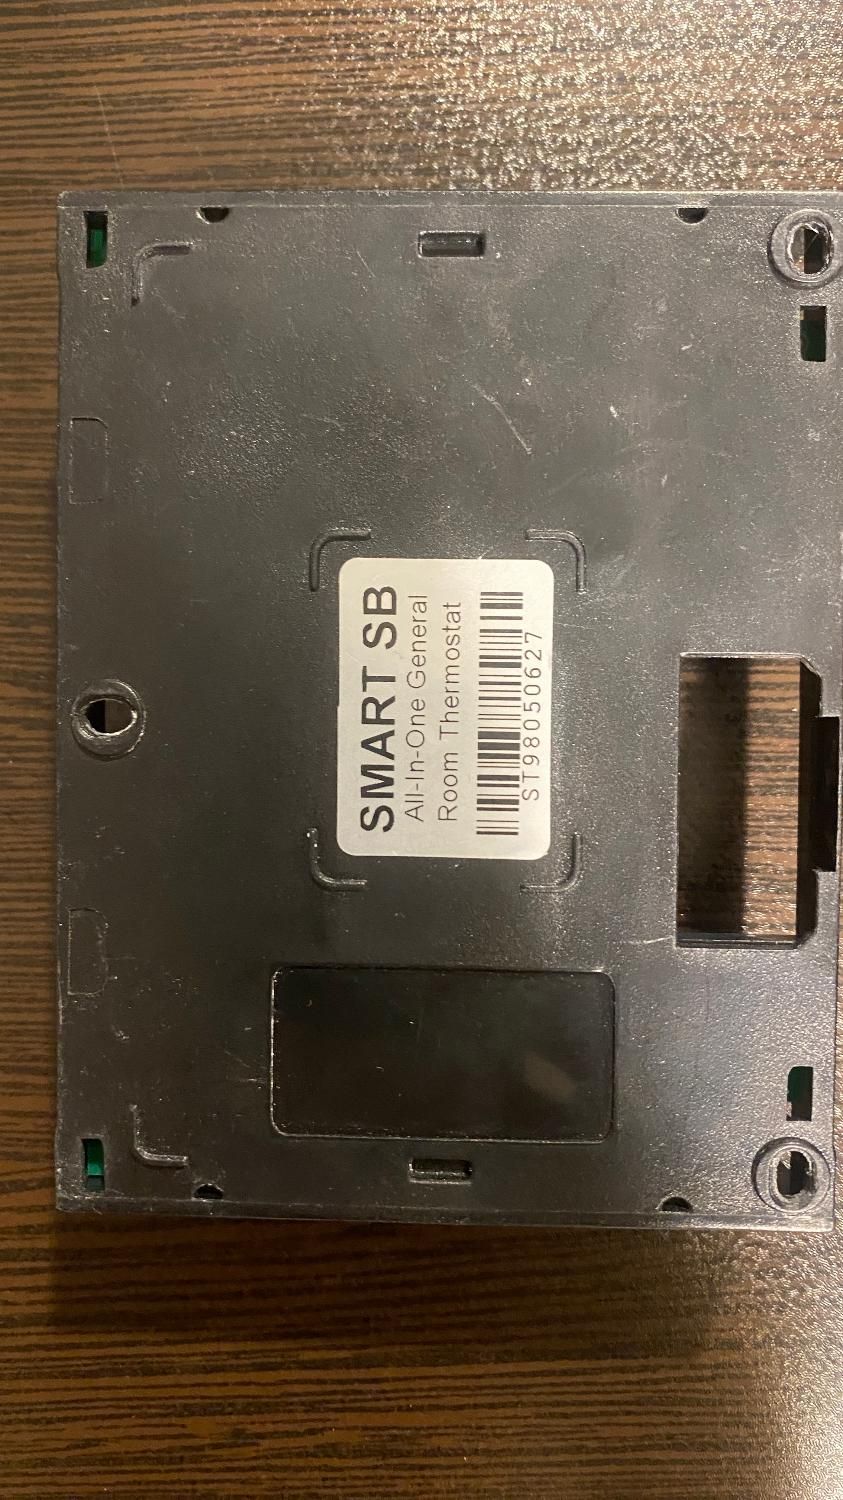 SMART SB
All-In-One General
Room Thermostat
ST98050627